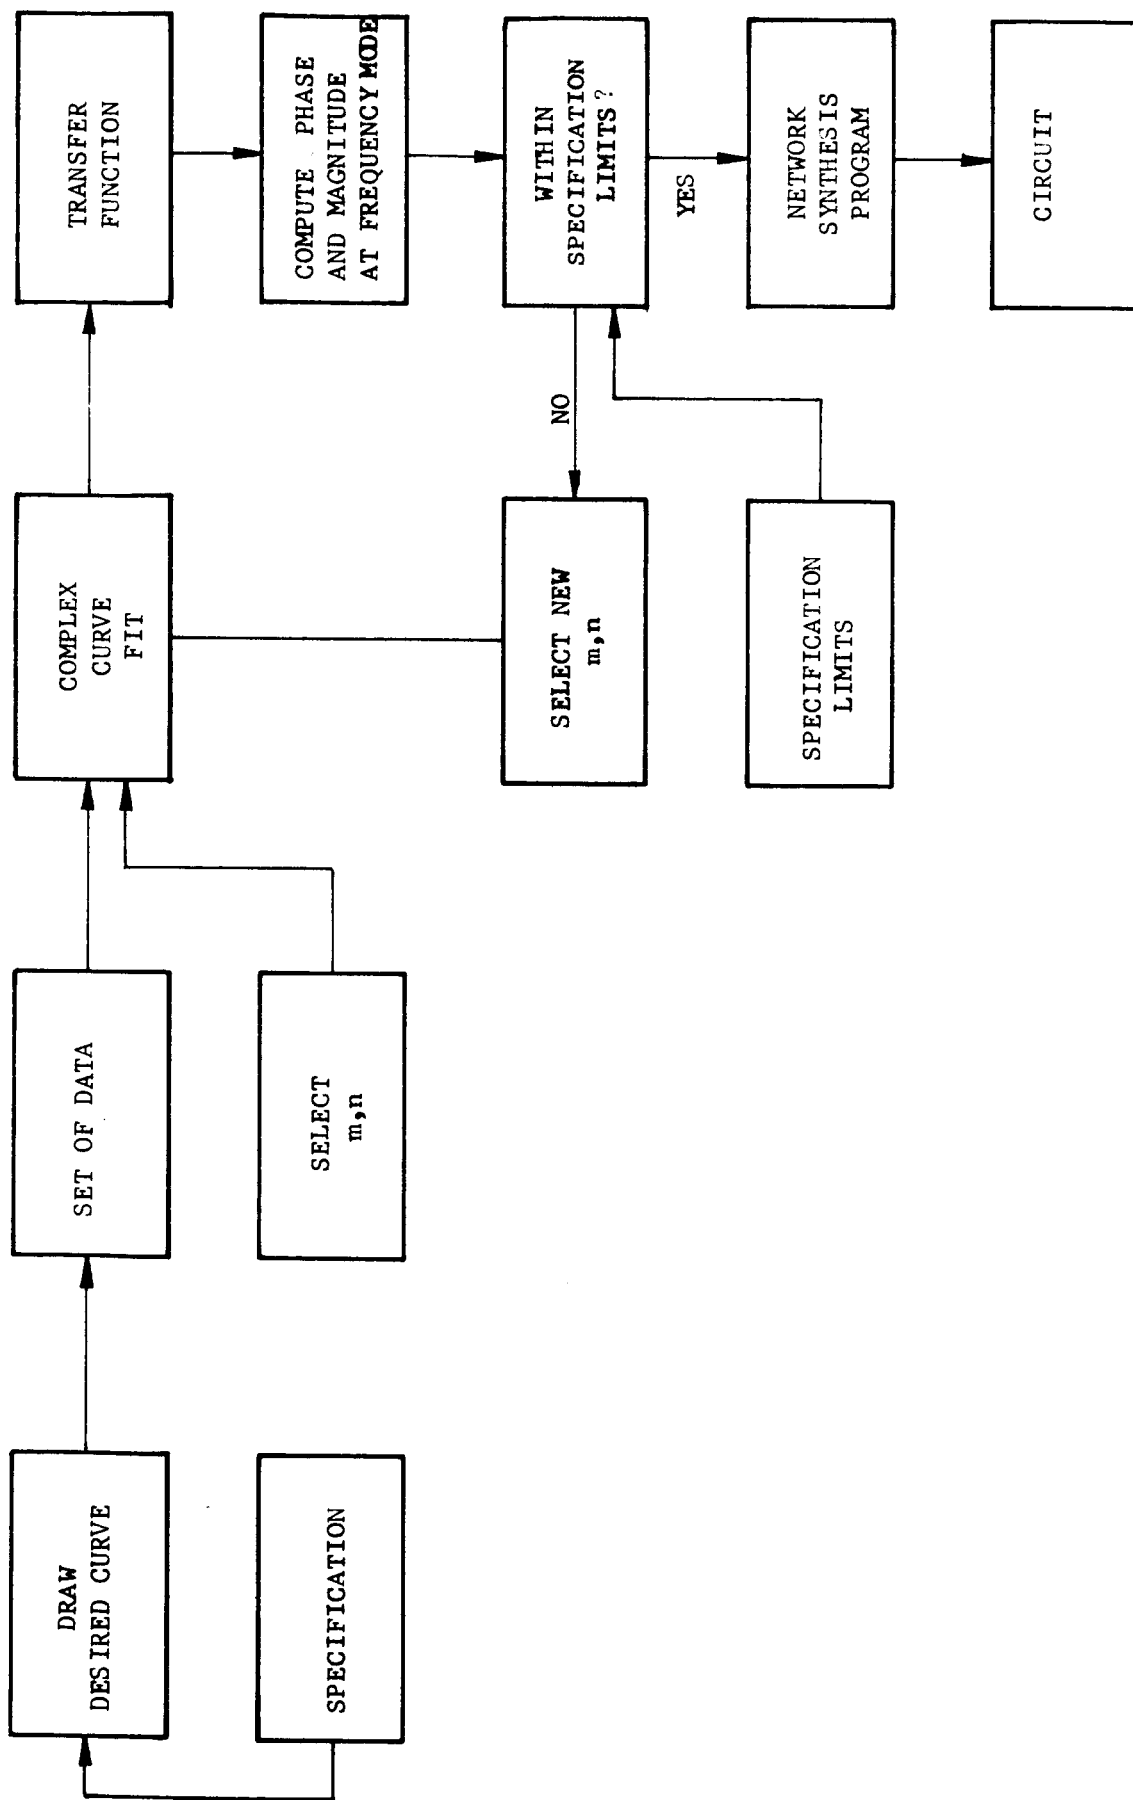 DRAW
DESIRED CURVE
SPECIFICATION
SET OF DATA
SELECT
m,n
COMPLEX
CURVE
FIT
SELECT NEW
m,n
SPECIFICATION
LIMITS
TRANSFER
FUNCTION
COMPUTE PHASE
AND MAGNITUDE
AT FREQUENCY MODE
WITHIN
SPECIFICATION
LIMITS?
NO
YES
NETWORK
SYNTHESIS
PROGRAM
CIRCUIT